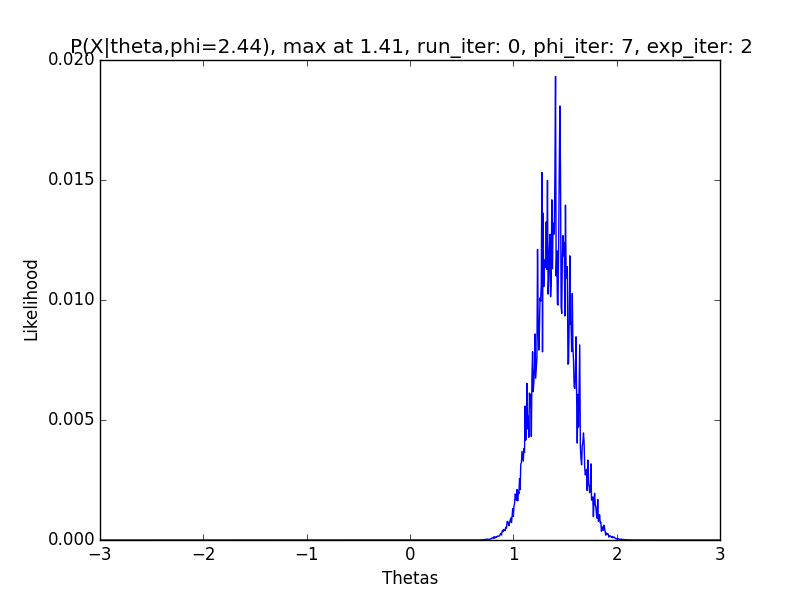 P(X|theta,phi=2.44), max at 1.41, run_iter: 0, phi_iter: 7, exp_iter: 2
0.020
0.015
0.010
0.005
0.000
Likelihood
−3 −2 −1 0 1 2 3
Thetas